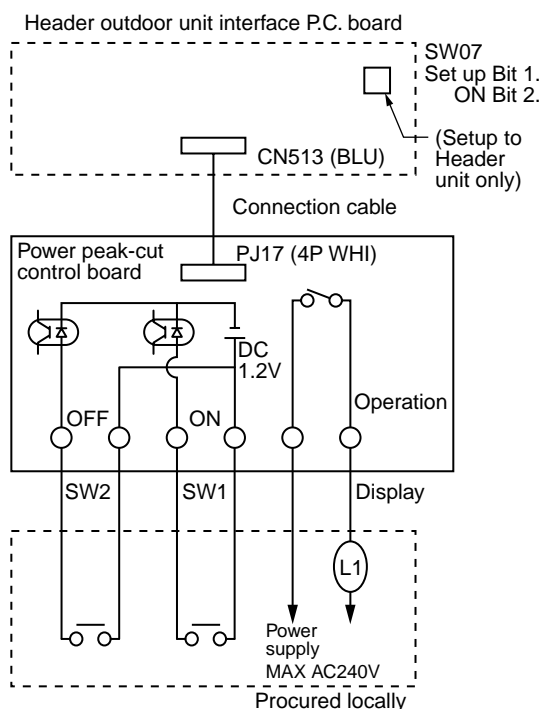 Header outdoor unit interface P.C. board
SW07
Set up Bit 1.
ON Bit 2.
(Setup to
Header
unit only)
CN513 (BLU)
Connection cable
Power peak-cut
control board
PJ17 (4P WHI)
DC
1.2V
Operation
OFF
ON
SW2
SW1
Display
L1
Power
supply
MAX AC240V
Procured locally